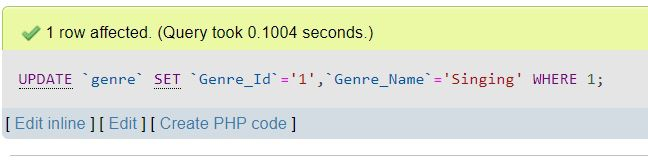 1 row affected. (Query took 0.1004 seconds.)
UPDATE `genre` SET `Genre_Id`='1',`Genre_Name`='Singing' WHERE 1;
[ Edit inline ] [ Edit ] [ Create PHP code ]